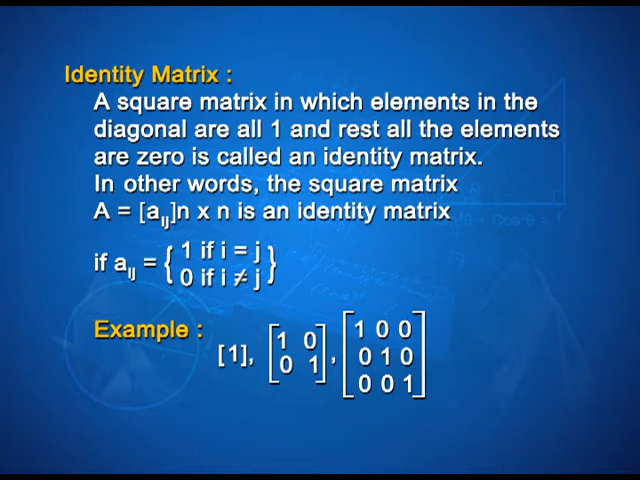 Identity Matrix :
A square matrix in which elements in the
diagonal are all 1 and rest all the elements
are zero is called an identity matrix.
In other words, the square matrix
A = [aij]n x n is an identity matrix
if aij = { 1 if i = j
0 if i ≠ j }
Example :
[1], [1 0
0 1], [1 0 0
0 1 0
0 0 1]